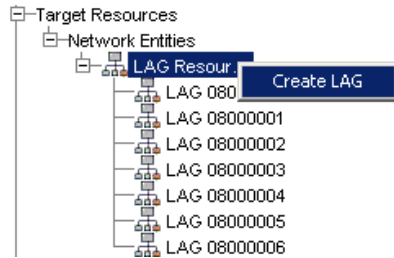 Target Resources
Network Entities
LAG Resour...
Create LAG
LAG 080
LAG 08000001
LAG 08000002
LAG 08000003
LAG 08000004
LAG 08000005
LAG 08000006